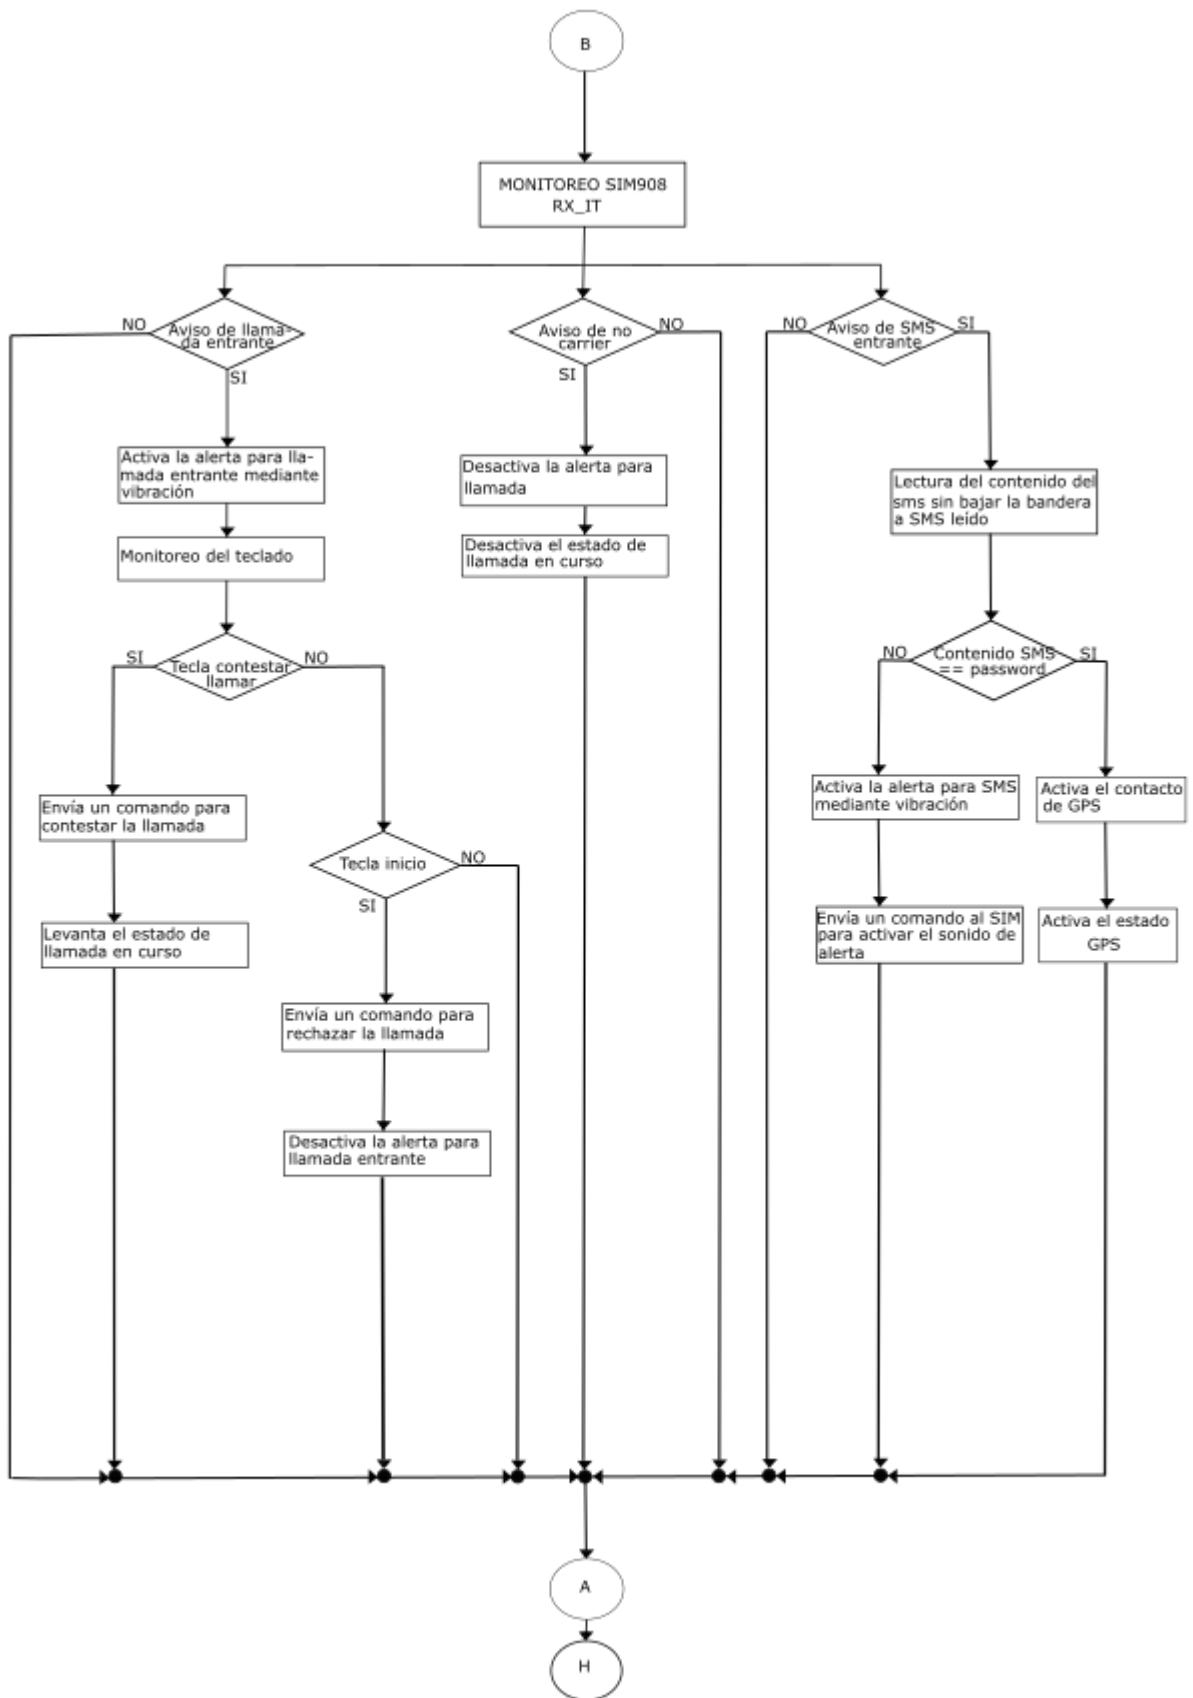 B
MONITOREO SIM908
RX_IT
NO
Aviso de llama-
da entrante
SI
Aviso de no
carrier
NO
SI
NO
Aviso de SMS
entrante
SI
Activa la alerta para lla-
mada entrante mediante
vibración
Monitoreo del teclado
Desactiva la alerta para
llamada
Desactiva el estado de
llamada en curso
Lectura del contenido del
sms sin bajar la bandera
a SMS leído
SI
Tecla contestar
llamar
NO
NO
Contenido SMS
== password
SI
Envía un comando para
contestar la llamada
Levanta el estado de
llamada en curso
Tecla inicio
NO
SI
Envía un comando para
rechazar la llamada
Desactiva la alerta para
llamada entrante
Activa la alerta para SMS
mediante vibración
Envía un comando al SIM
para activar el sonido de
alerta
Activa el contacto
de GPS
Activa el estado
GPS
A
H